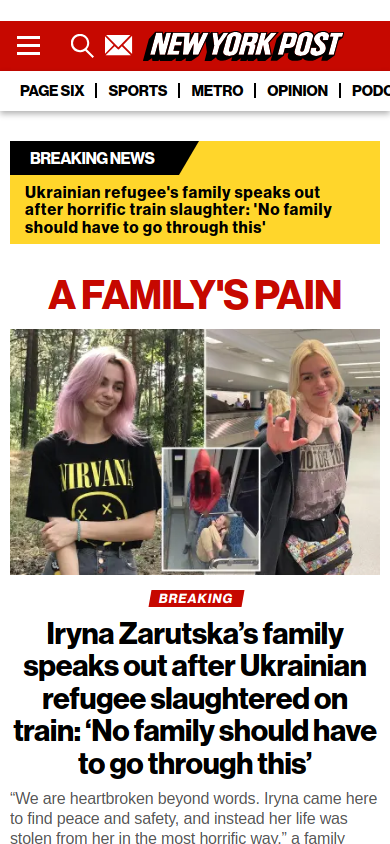 NEW YORK POST
PAGE SIX
SPORTS
METRO
OPINION
PODC
BREAKING NEWS
Ukrainian refugee's family speaks out
after horrific train slaughter: 'No family
should have to go through this'
A FAMILY'S PAIN
NIRVANA
BREAKING
Iryna Zarutska’s family
speaks out after Ukrainian
refugee slaughtered on
train: ‘No family should have
to go through this’
“We are heartbroken beyond words. Iryna came here
to find peace and safety, and instead her life was
stolen from her in the most horrific way,” a family